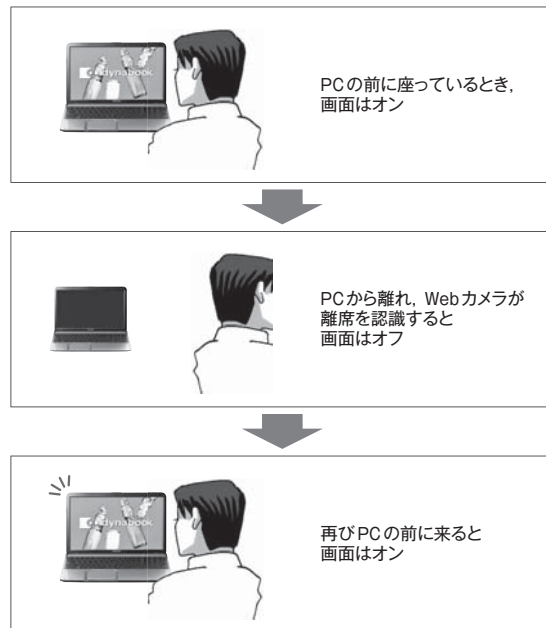 dynabook
PCの前に座っているとき，
画面はオン
PCから離れ，Webカメラが
離席を認識すると
画面はオフ
dynabook
再びPCの前に来ると
画面はオン